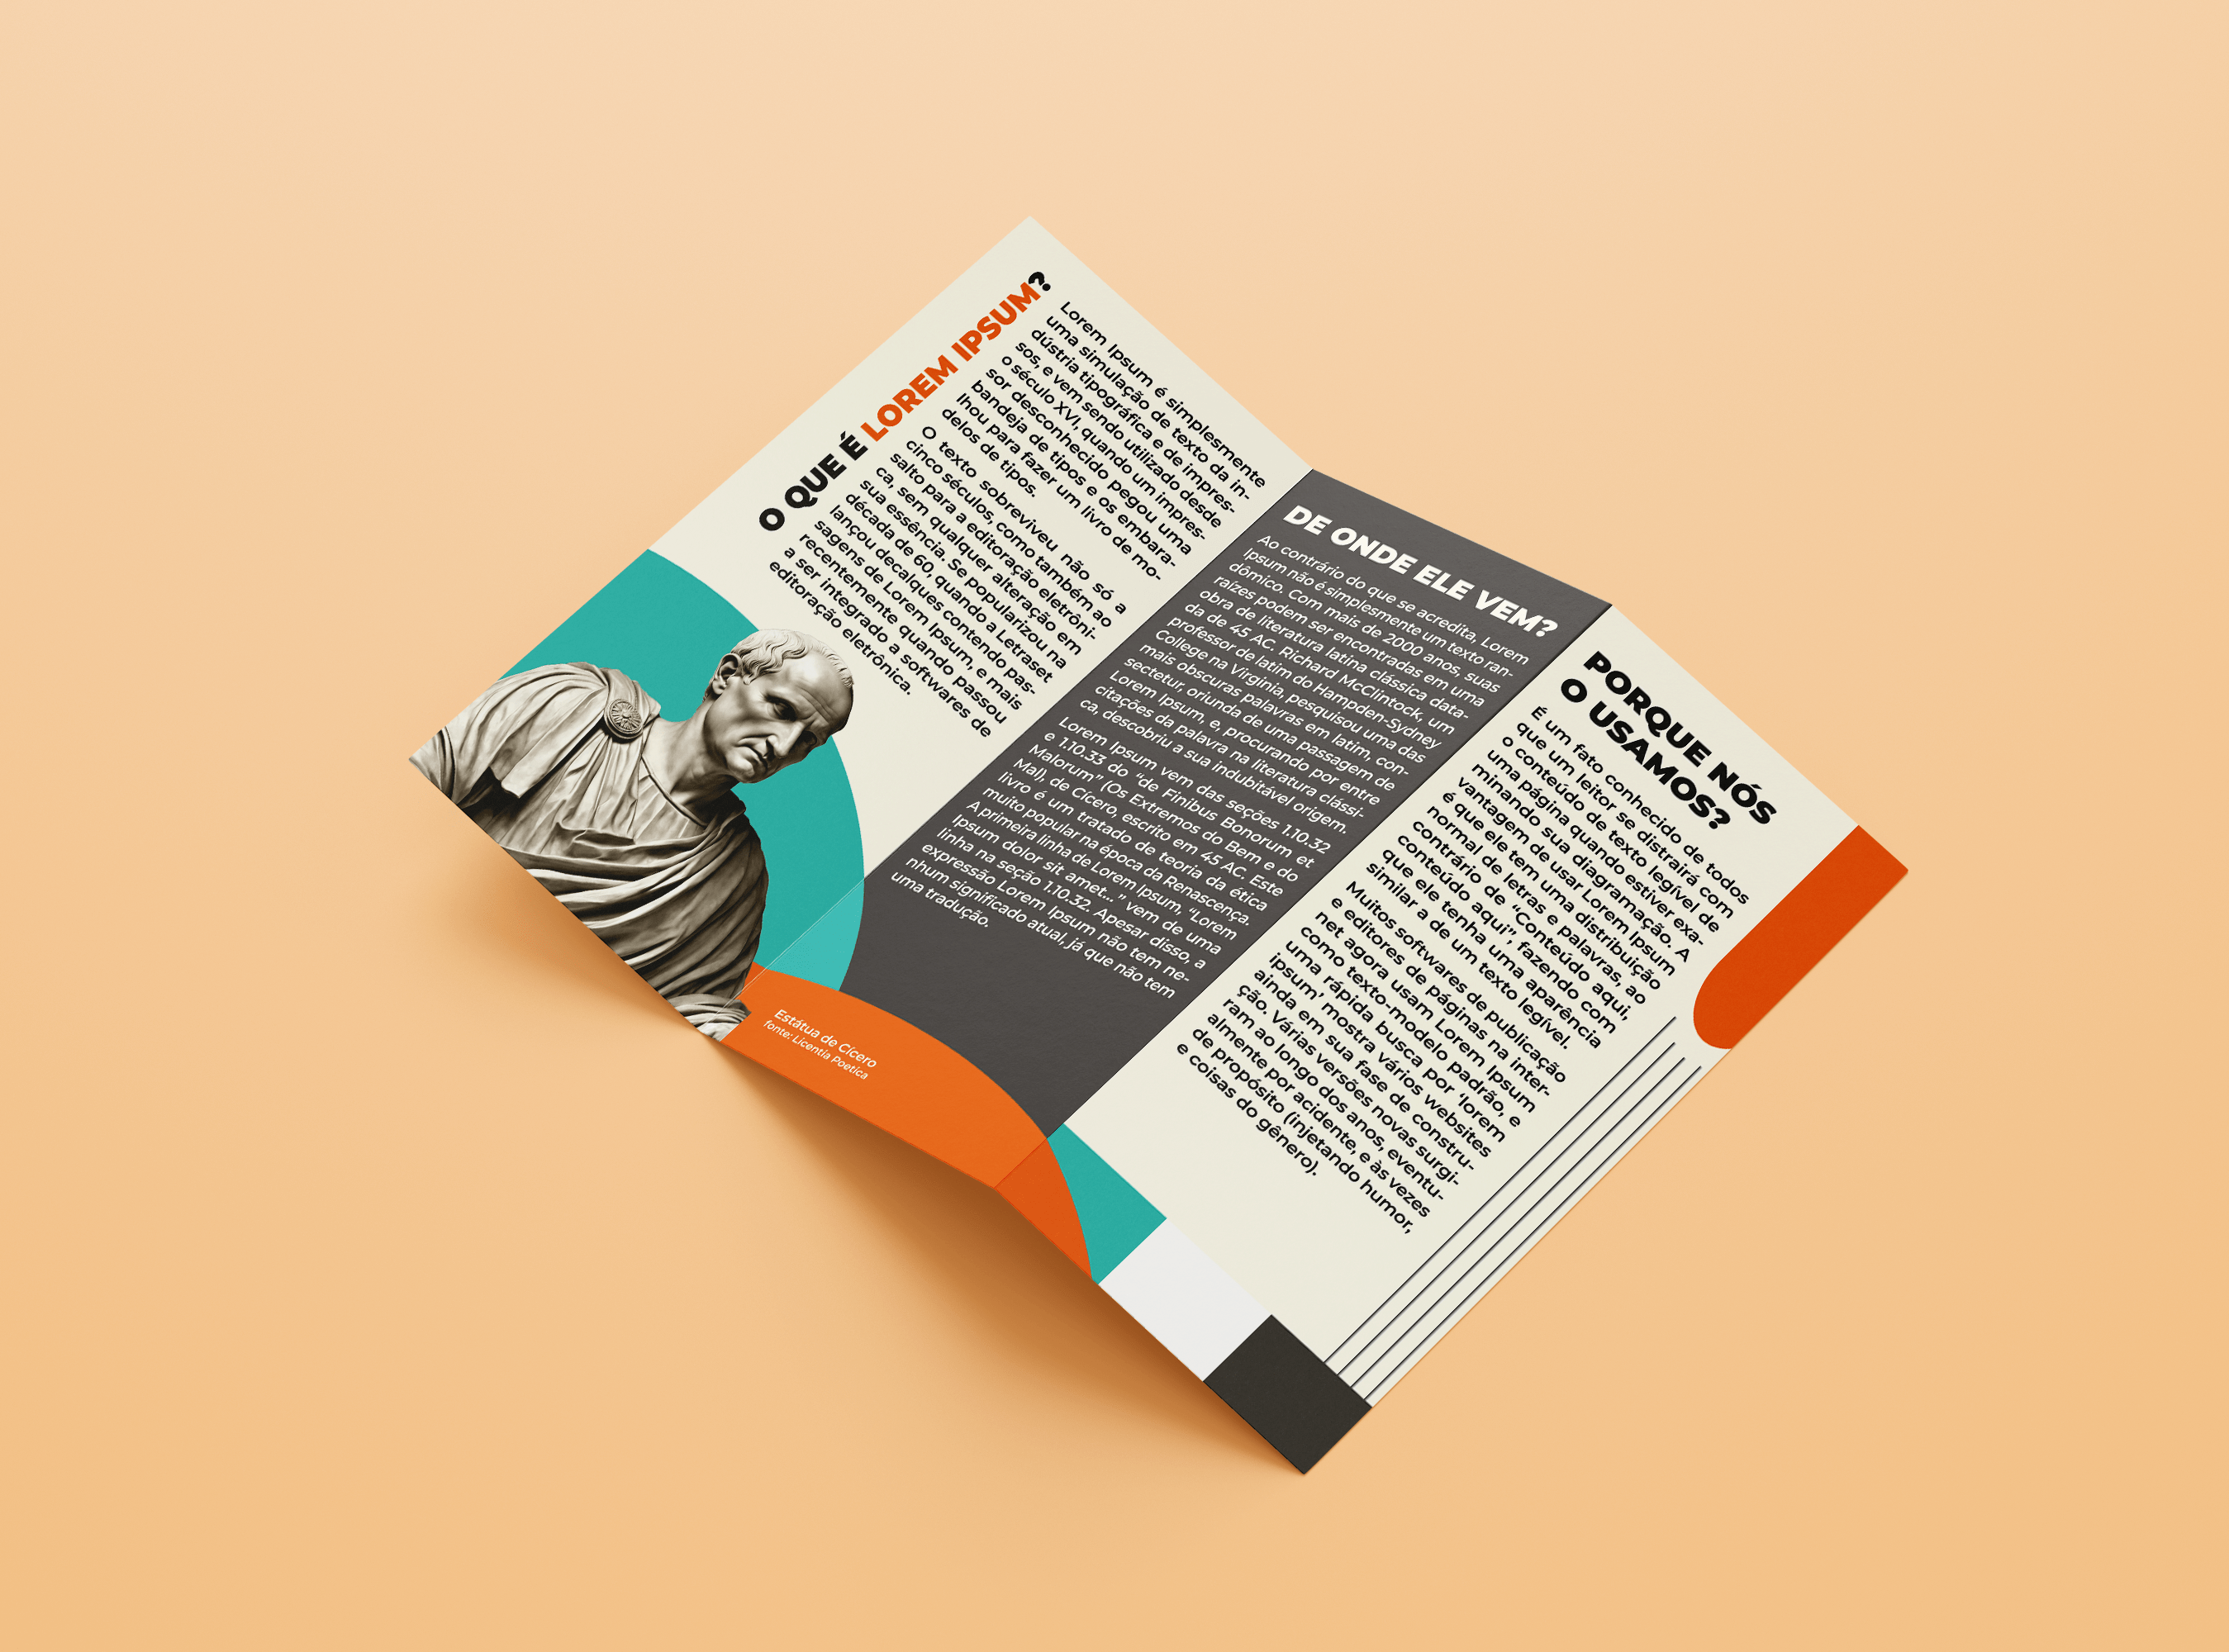 O QUE É LOREM IPSUM?
Lorem Ipsum é simplesmente
uma simulação de texto da in-
dústria tipográfica e de impres-
sos, e vem sendo utilizado desde
o século XVI, quando um impres-
sor desconhecido pegou uma
bandeja de tipos e os embara-
lhou para fazer um livro de mo-
delos de tipos.
O texto sobreviveu não só a
cinco séculos, como também ao
salto para a editoração eletrôni-
ca, sem qualquer alteração em
sua essência. Se popularizou na
década de 60, quando a Letraset
lançou decalques contendo pas-
sagens de Lorem Ipsum, e mais
recentemente quando passou
a ser integrado a softwares de
editoração eletrônica.
DE ONDE ELE VEM?
Ao contrário do que se acredita, Lorem
Ipsum não é simplesmente um texto ran-
dômico. Com mais de 2000 anos, suas
raízes podem ser encontradas em uma
obra de literatura latina clássica data-
da de 45 AC. Richard McClintock, um
professor de latim do Hampden-Sydney
College na Virginia, pesquisou uma das
mais obscuras palavras em latim, con-
sectetur, oriunda de uma passagem de
Lorem Ipsum, e, procurando por entre
citações da palavra na literatura clássi-
ca, descobriu a sua indubitável origem.
Lorem Ipsum vem das seções 1.10.32
e 1.10.33 do “de Finibus Bonorum et
Malorum” (Os Extremos do Bem e do
Mal), de Cícero, escrito em 45 AC. Este
livro é um tratado de teoria da ética
muito popular na época da Renascença.
A primeira linha de Lorem Ipsum, “Lorem
Ipsum dolor sit amet...” vem de uma
linha na seção 1.10.32. Apesar disso, a
expressão Lorem Ipsum não tem ne-
nhum significado atual, já que não tem
uma tradução.
Estátua de Cícero
fonte: Licentia Poetica
PORQUE NÓS
O USAMOS?
É um fato conhecido de todos
que um leitor se distrairá com
o conteúdo de texto legível de
uma página quando estiver exa-
minando sua diagramação. A
vantagem de usar Lorem Ipsum
é que ele tem uma distribuição
normal de letras e palavras, ao
contrário de “Conteúdo aqui,
conteúdo aqui”, fazendo com
que ele tenha uma aparência
similar a de um texto legível.
Muitos softwares de publicação
e editores de páginas na inter-
net agora usam Lorem Ipsum
como texto-modelo padrão, e
uma rápida busca por ‘lorem
ipsum’ mostra vários websites
ainda em sua fase de constru-
ção. Várias versões novas surgi-
ram ao longo dos anos, eventu-
almente por acidente, e às vezes
de propósito (injetando humor,
e coisas do gênero).